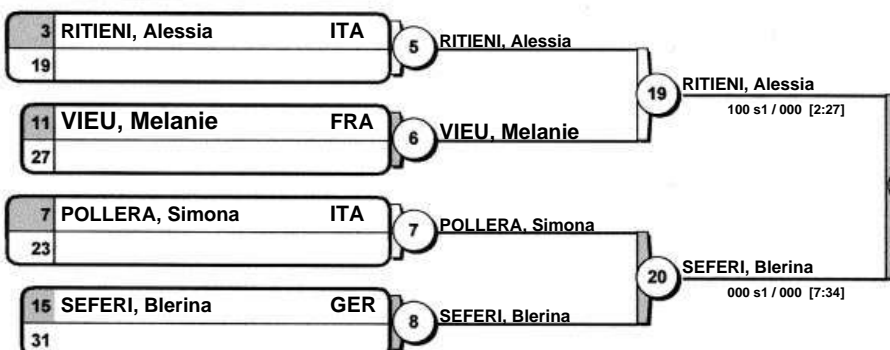 3 RITIENI, Alessia ITA
19
5 RITIENI, Alessia
11 VIEU, Melanie FRA
27
6 VIEU, Melanie
19 RITIENI, Alessia
100 s1 / 000 [2:27]
7 POLLERA, Simona ITA
23
7 POLLERA, Simona
15 SEFERI, Blerina GER
31
8 SEFERI, Blerina
20 SEFERI, Blerina
000 s1 / 000 [7:34]